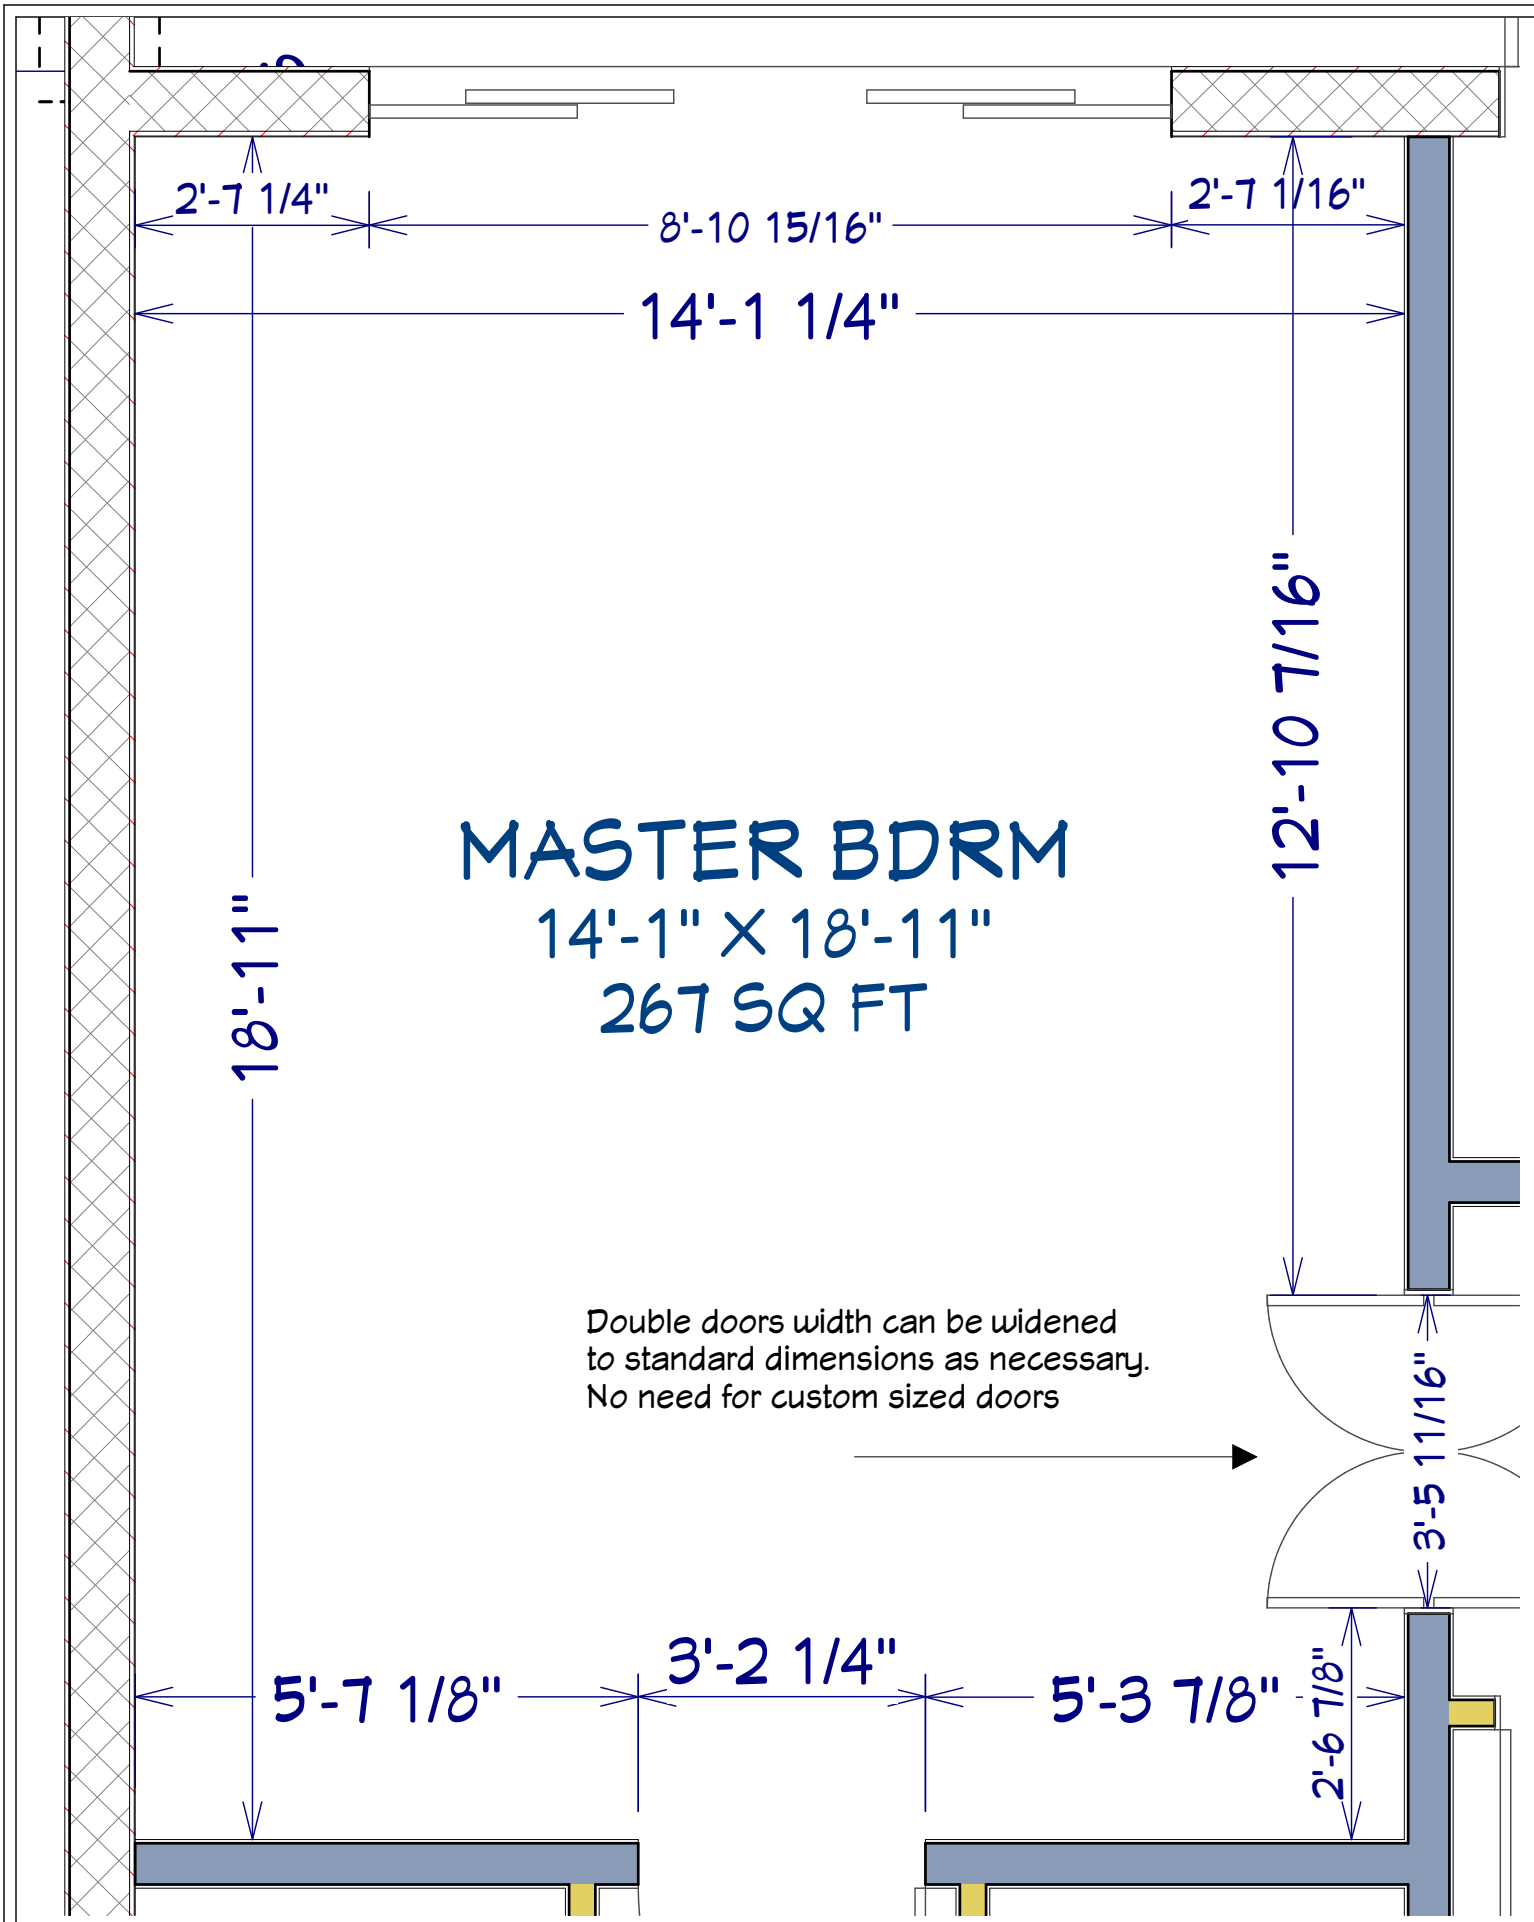 2'-7 1/4"
8'-10 15/16"
2'-7 1/16"
14'-1 1/4"
12'-10 7/16"
MASTER BDRM
14'-1" X 18'-11"
267 SQ FT
18'-11"
Double doors width can be widened
to standard dimensions as necessary.
No need for custom sized doors
3'-5 11/16"
5'-7 1/8"
3'-2 1/4"
5'-3 7/8"
2'-6 7/8"